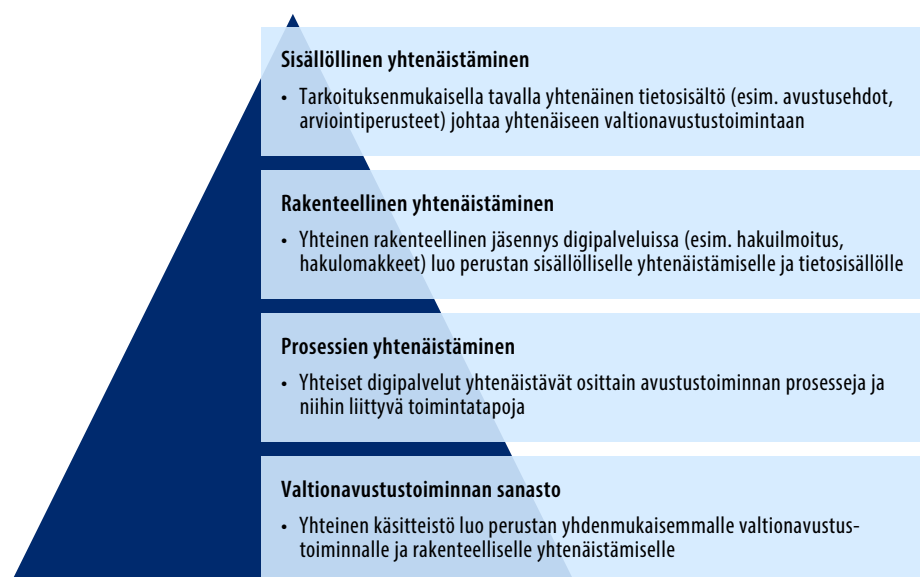 Sisällöllinen yhtenäistäminen
• Tarkoituksenmukaisella tavalla yhtenäinen tietosisältö (esim. avustusehdot,
arviointiperusteet) johtaa yhtenäiseen valtionavustustoimintaan
Rakenteellinen yhtenäistäminen
• Yhteinen rakenteellinen jäsennys digipalveluissa (esim. hakuilmoitus,
hakulomakkeet) luo perustan sisällölliselle yhtenäistämiselle ja tietosisällölle
Prosessien yhtenäistäminen
• Yhteiset digipalvelut yhtenäistävät osittain avustustoiminnan prosesseja ja
niihin liittyvä toimintatapoja
Valtionavustustoiminnan sanasto
• Yhteinen käsitteistö luo perustan yhdenmukaisemmalle valtionavustus-
toiminnalle ja rakenteelliselle yhtenäistämiselle